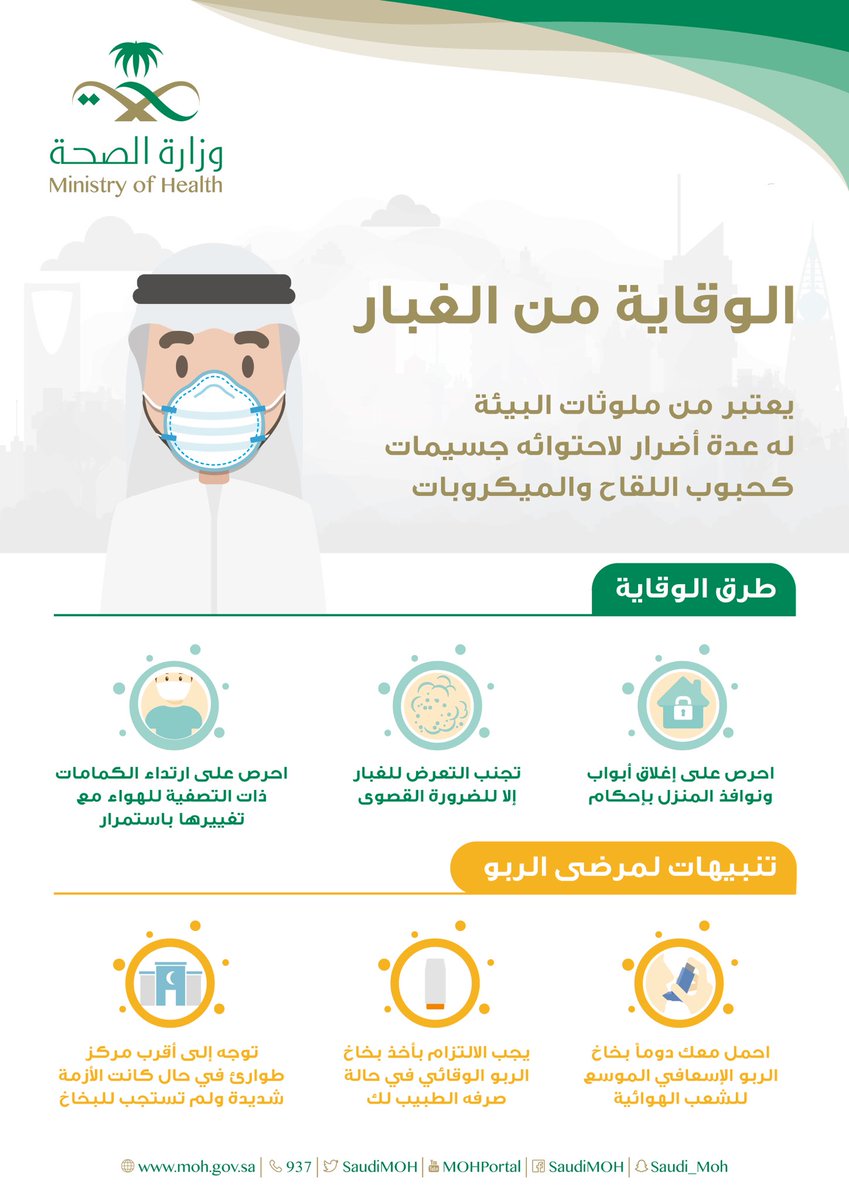 وزارة الصحة
Ministry of Health
الوقاية من الغبار
يعتبر من ملوثات البيئة
له عدة أضرار لاحتوائه جسيمات
كحبوب اللقاح والميكروبات
طرق الوقاية
احرص على إغلاق أبواب
ونوافذ المنزل بإحكام
تجنب التعرض للغبار
إلا للضرورة القصوى
احرص على ارتداء الكمامات
ذات التصفية للهواء مع
تغييرها باستمرار
تنبيهات لمرضى الربو
احمل معك دوماً بخاخ
الربو الإسعافي الموسع
للشعب الهوائية
يجب الالتزام بأخذ بخاخ
الربو الوقائي في حالة
صرفه الطبيب لك
توجه إلى أقرب مركز
طوارئ في حال كانت الأزمة
شديدة ولم تستجب للبخاخ
www.moh.gov.sa | 937 | SaudiMOH | MOHPortal | SaudiMOH | Saudi_Moh